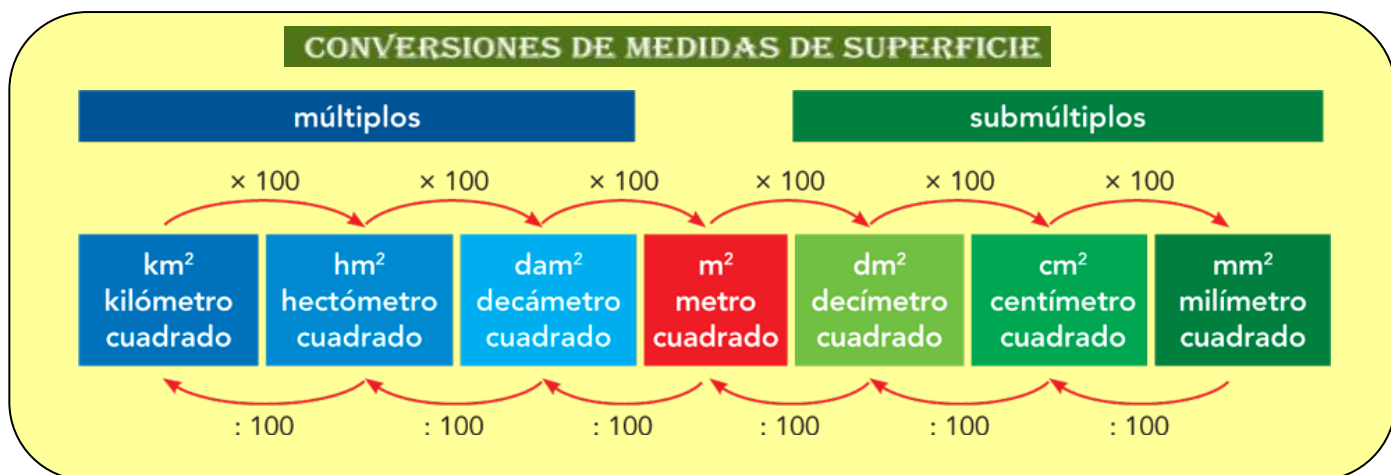 CONVERSIONES DE MEDIDAS DE SUPERFICIE
múltiplos
submúltiplos
× 100
× 100
× 100
× 100
× 100
× 100
km²
kilómetro
cuadrado
hm²
hectómetro
cuadrado
dam²
decámetro
cuadrado
m²
metro
cuadrado
dm²
decímetro
cuadrado
cm²
centímetro
cuadrado
mm²
milímetro
cuadrado
: 100
: 100
: 100
: 100
: 100
: 100